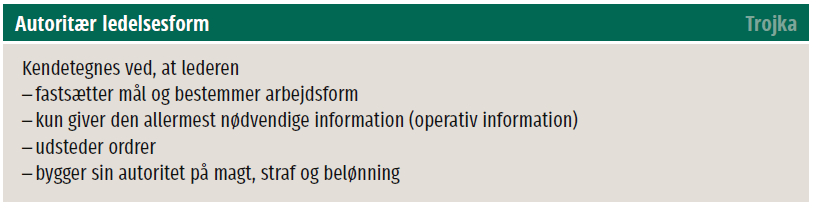 Autoritær ledelsesform Trojka
Kendetegnes ved, at lederen
– fastsætter mål og bestemmer arbejdsform
– kun giver den allermest nødvendige information (operativ information)
– udsteder ordrer
– bygger sin autoritet på magt, straf og belønning